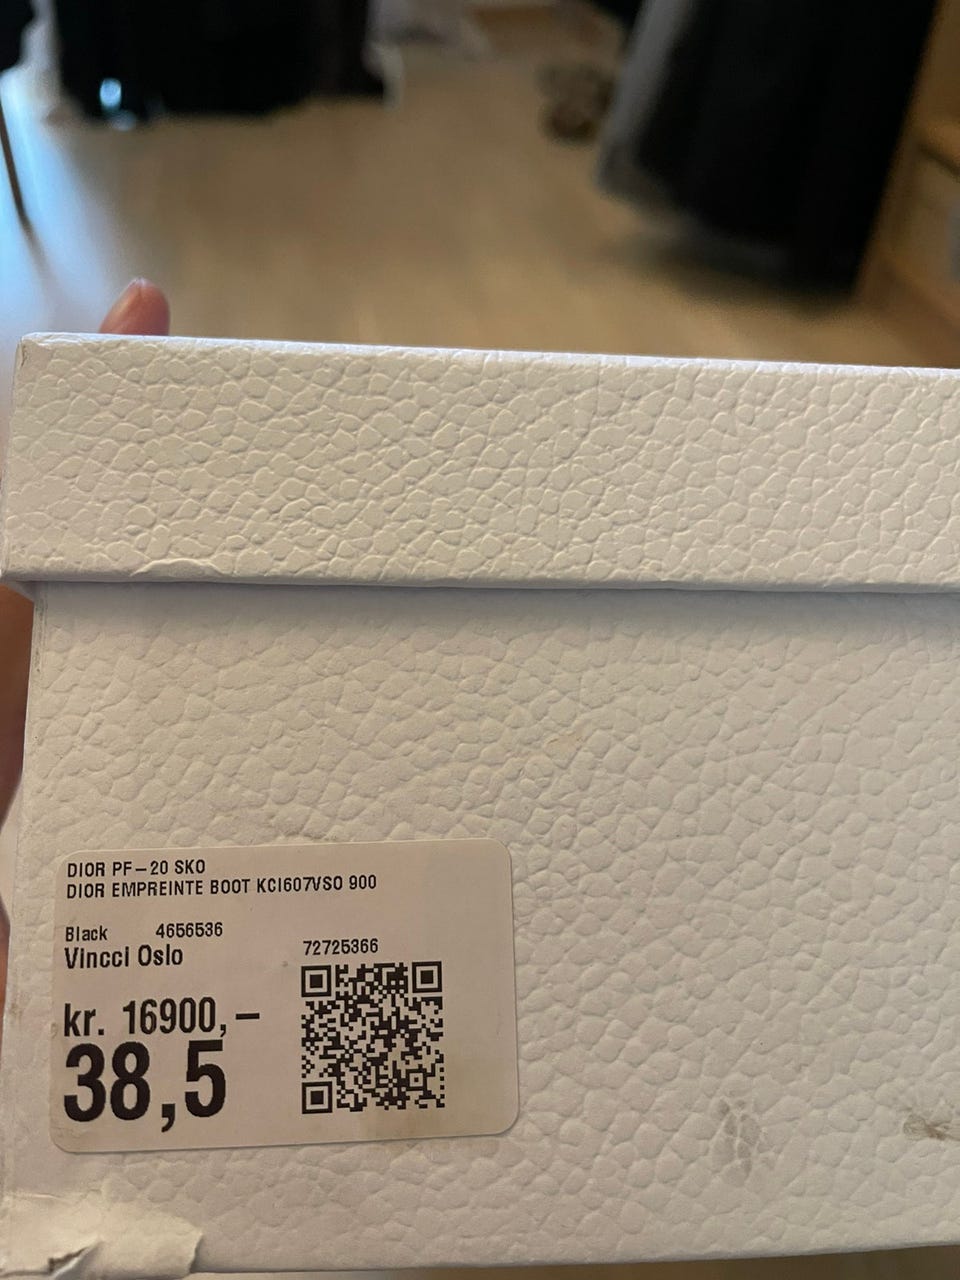 DIOR PF-20 SKO
DIOR EMPREINTE BOOT KCI607VSO 900
Black 4656536
Vincci Oslo
72725366
kr. 16900,-
38,5